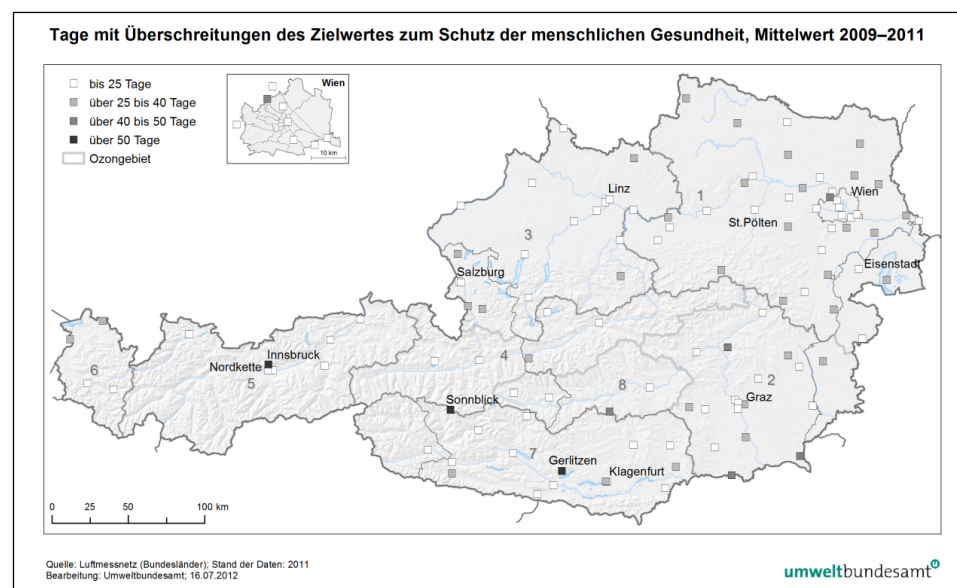 Tage mit Überschreitungen des Zielwertes zum Schutz der menschlichen Gesundheit, Mittelwert 2009–2011
bis 25 Tage
über 25 bis 40 Tage
über 40 bis 50 Tage
über 50 Tage
Ozongebiet
Wien
10 km
Linz
1
Wien
St.Pölten
3
Eisenstadt
Salzburg
Innsbruck
Nordkette
6
5
4
2
8
Graz
Sonnblick
7
Gerlitzen
Klagenfurt
0 25 50 100 km
Quelle: Luftmessnetz (Bundesländer); Stand der Daten: 2011
Bearbeitung: Umweltbundesamt; 16.07.2012
umweltbundesamt